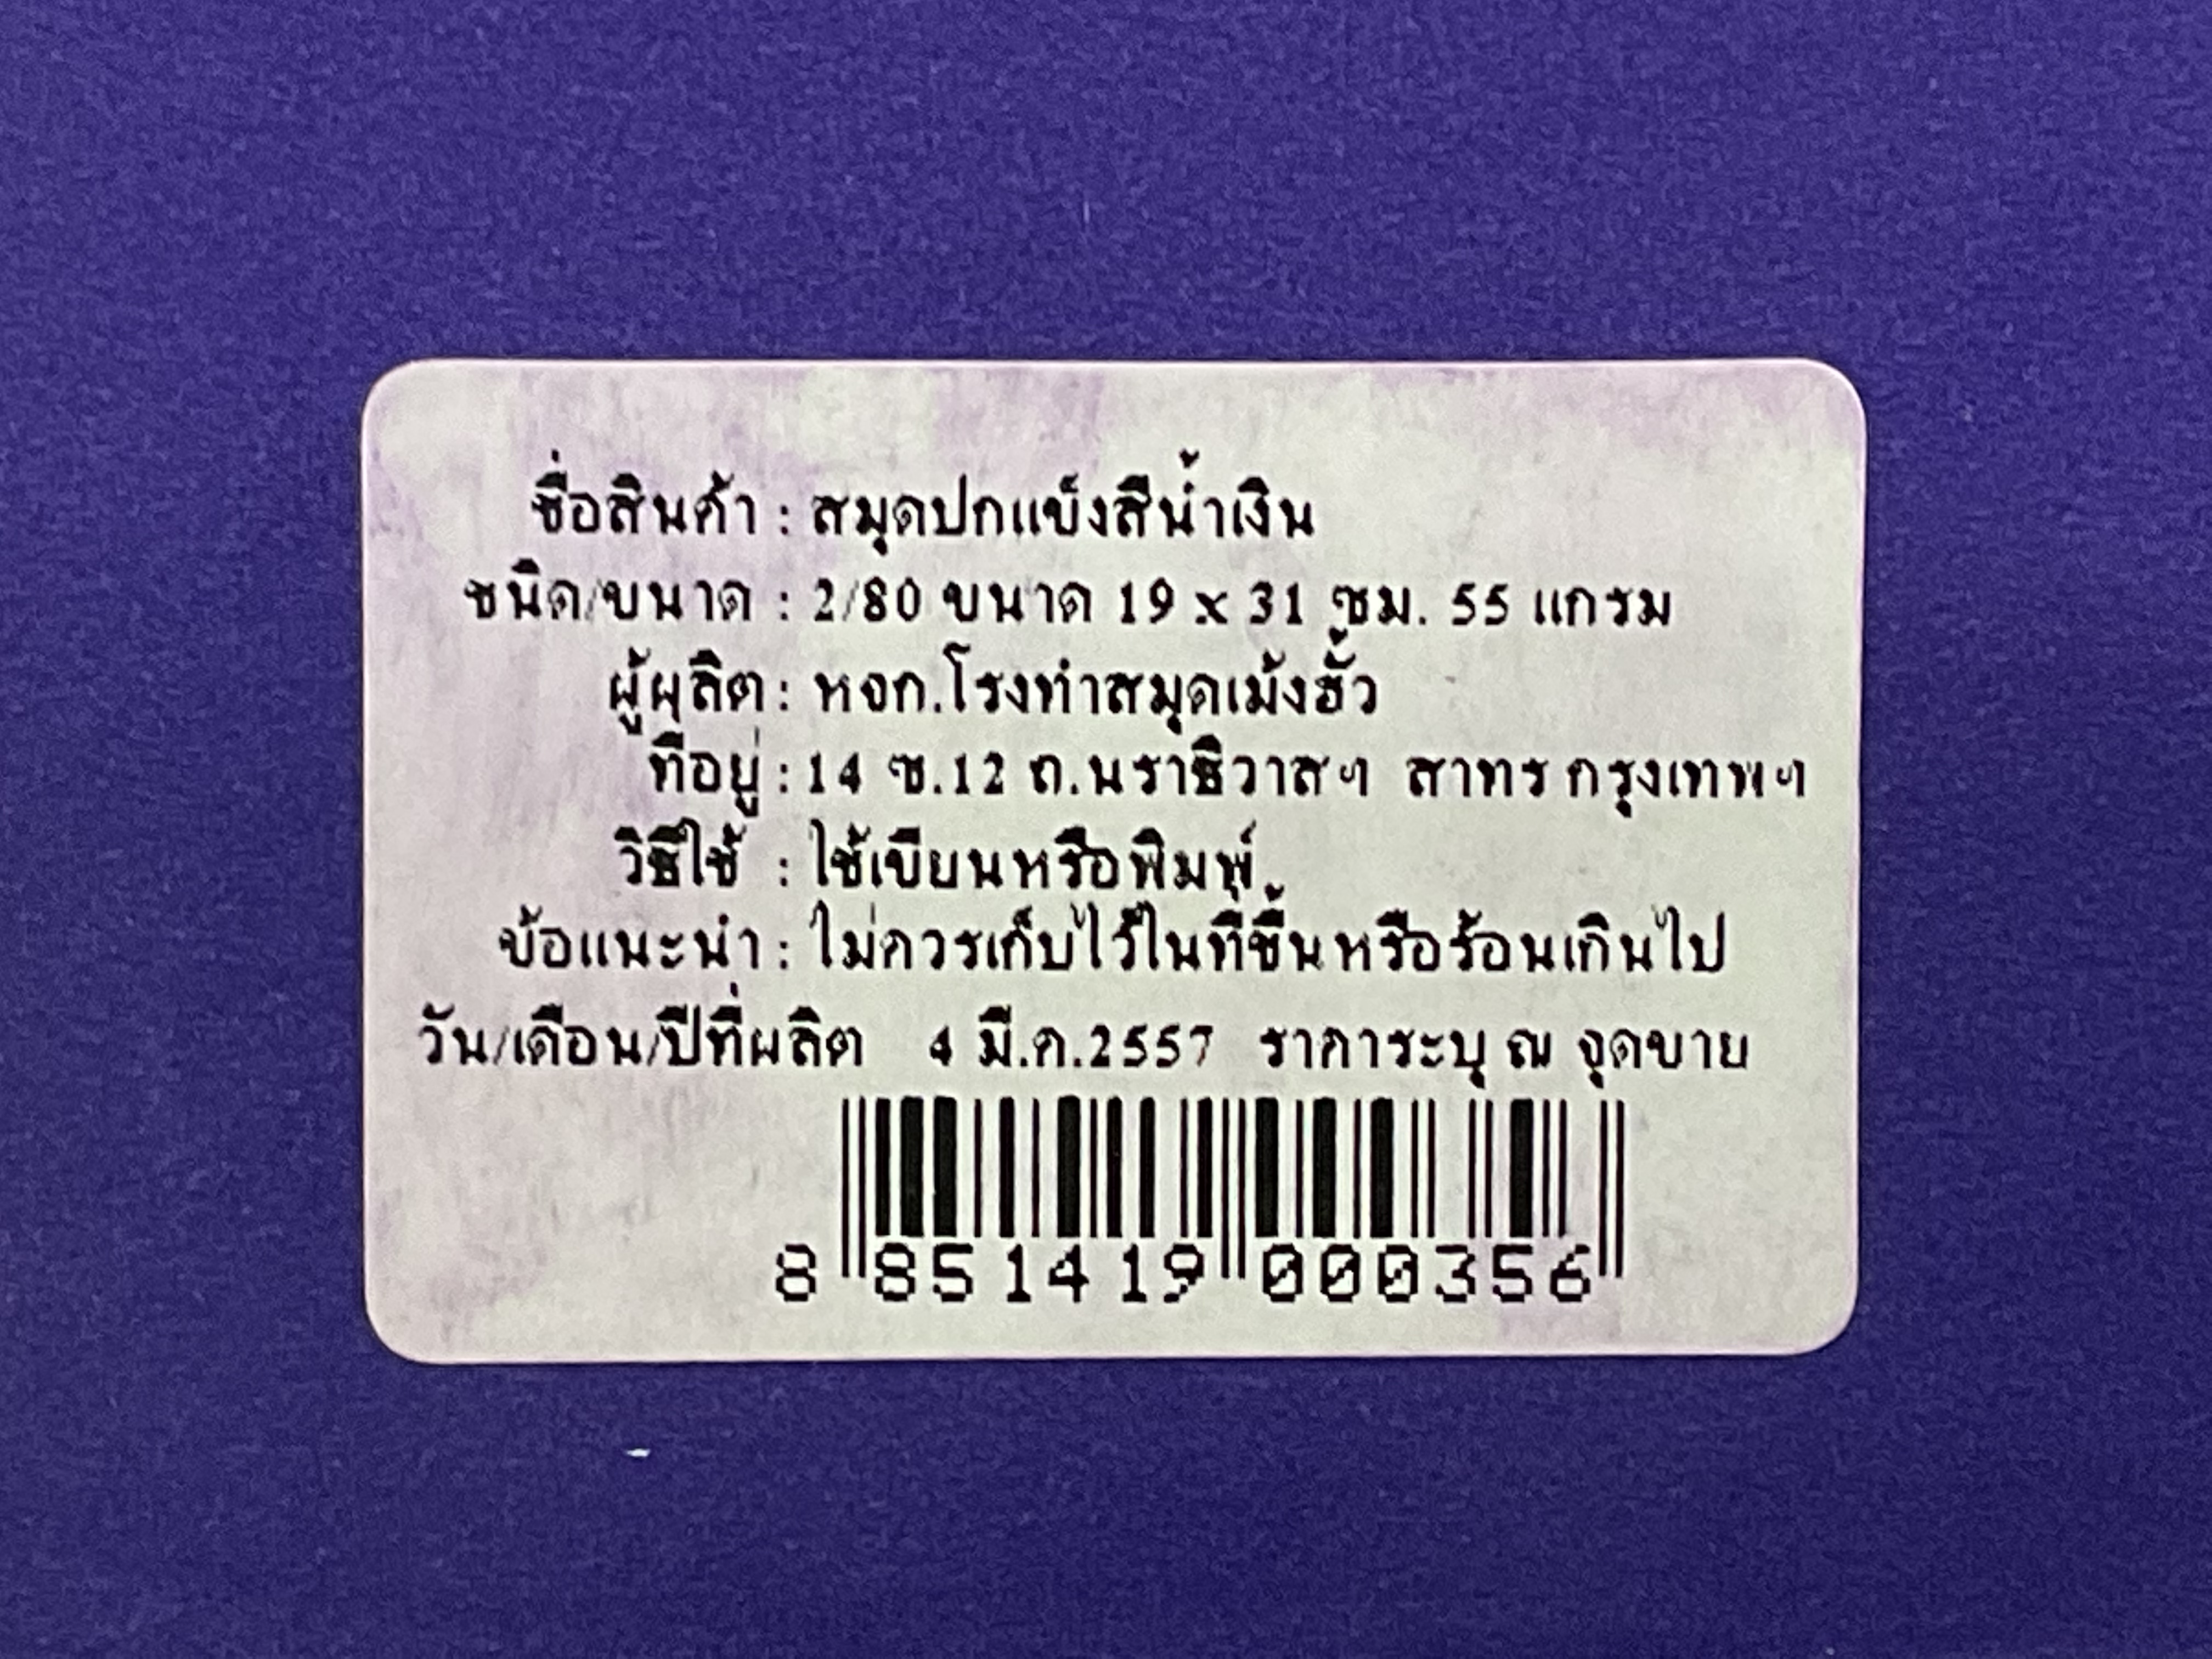 ชื่อสินค้า : สมุดปกแข็งสีน้ำเงิน
ชนิด/ขนาด : 2/80 ขนาด 19 x 31 ซม. 55 แกรม
ผู้ผลิต : หจก.โรงทำสมุดเม้งฮั้ว
ที่อยู่ : 14 ซ.12 ถ.นราธิวาสฯ สาทร กรุงเทพฯ
วิธีใช้ : ใช้เขียนหรือพิมพ์
ข้อแนะนำ : ไม่ควรเก็บไว้ในที่ชื้นหรือร้อนเกินไป
วัน/เดือน/ปีที่ผลิต 4 มี.ค.2557 ราคาระบุ ณ จุดขาย
8 851419 000356